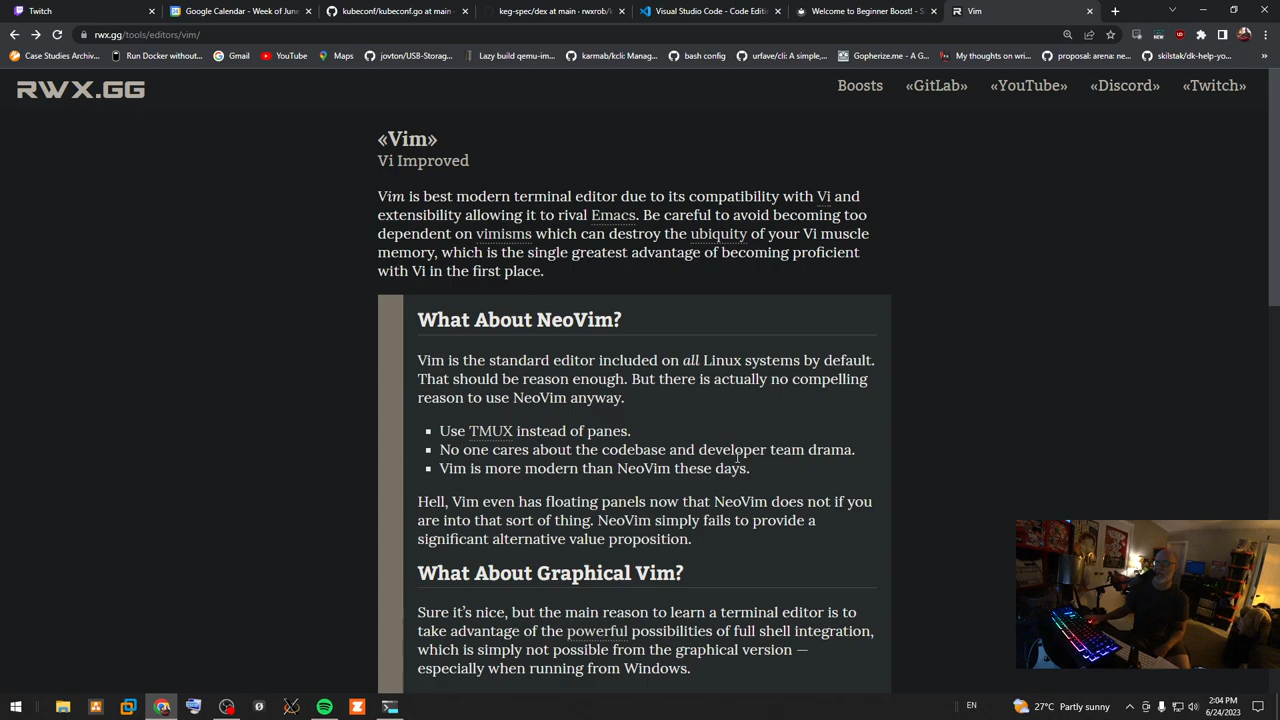 Twitch
Google Calendar - Week of June
kubeconf/kubeconf.go at main ·
keg-spec/dex at main · rwxrob/k
Visual Studio Code - Code Editi
Welcome to Beginner Boost! - S
Vim
rwx.gg/tools/editors/vim/
Case Studies Archiv...
Run Docker without...
Gmail
YouTube
Maps
joyton/USB-Storag...
Lazy build qemu-im...
karmab/kcli: Manag...
bash config
urfave/cli: A simple,...
Gopherize.me - A G...
My thoughts on wri...
proposal: arena: ne...
skilstak/dk-help-yo...
RWX.GG
Boosts «GitLab» «YouTube» «Discord» «Twitch»
«Vim»
Vi Improved
Vim is best modern terminal editor due to its compatibility with Vi and
extensibility allowing it to rival Emacs. Be careful to avoid becoming too
dependent on vimisms which can destroy the ubiquity of your Vi muscle
memory, which is the single greatest advantage of becoming proficient
with Vi in the first place.
What About NeoVim?
Vim is the standard editor included on all Linux systems by default.
That should be reason enough. But there is actually no compelling
reason to use NeoVim anyway.
Use TMUX instead of panes.
No one cares about the codebase and developer team drama.
Vim is more modern than NeoVim these days.
Hell, Vim even has floating panels now that NeoVim does not if you
are into that sort of thing. NeoVim simply fails to provide a
significant alternative value proposition.
What About Graphical Vim?
Sure it's nice, but the main reason to learn a terminal editor is to
take advantage of the powerful possibilities of full shell integration,
which is simply not possible from the graphical version —
especially when running from Windows.
27°C Partly sunny
EN
2:04 PM
6/24/2023